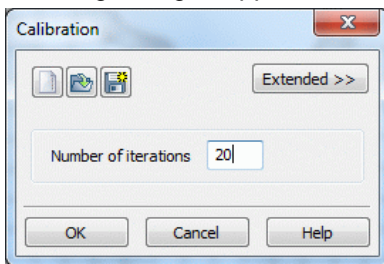 Calibration
Extended >>
Number of iterations 20
OK Cancel Help